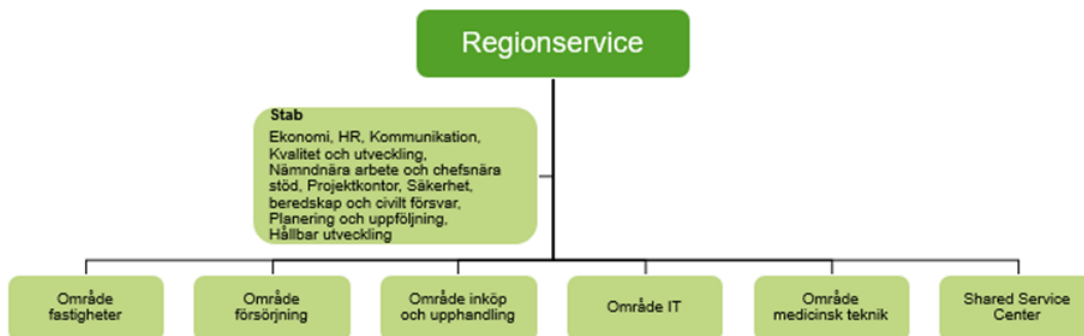 Regionservice
Stab
Ekonomi, HR, Kommunikation,
Kvalitet och utveckling,
Nämndnära arbete och chefsnära
stöd, Projektkontor, Säkerhet,
beredskap och civilt försvar,
Planering och uppföljning,
Hållbar utveckling
Område
fastigheter
Område
försörjning
Område inköp
och upphandling
Område IT
Område
medicinsk teknik
Shared Service
Center